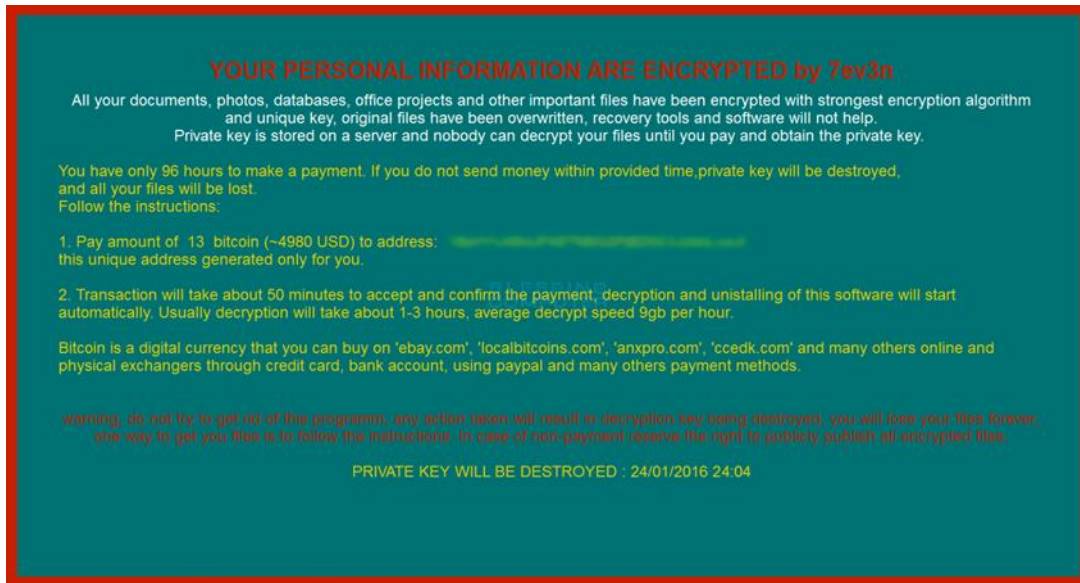 YOUR PERSONAL INFORMATION ARE ENCRYPTED by 7ev3n
All your documents, photos, databases, office projects and other important files have been encrypted with strongest encryption algorithm
and unique key, original files have been overwritten, recovery tools and software will not help.
Private key is stored on a server and nobody can decrypt your files until you pay and obtain the private key.
You have only 96 hours to make a payment. If you do not send money within provided time,private key will be destroyed,
and all your files will be lost.
Follow the instructions:
1. Pay amount of 13 bitcoin (~4980 USD) to address:
this unique address generated only for you.
2. Transaction will take about 50 minutes to accept and confirm the payment, decryption and unistalling of this software will start
automatically. Usually decryption will take about 1-3 hours, average decrypt speed 9gb per hour.
Bitcoin is a digital currency that you can buy on 'ebay.com', 'localbitcoins.com', 'anxpro.com', 'ccedk.com' and many others online and
physical exchangers through credit card, bank account, using paypal and many others payment methods.
warning, do not try to get rid of this programm, any action taken will result in decryption key being destroyed, you will lose your files forever,
one way to get you files is to follow the instructions. In case of non-payment reserve the right to publicly publish all encrypted files.
PRIVATE KEY WILL BE DESTROYED : 24/01/2016 24:04